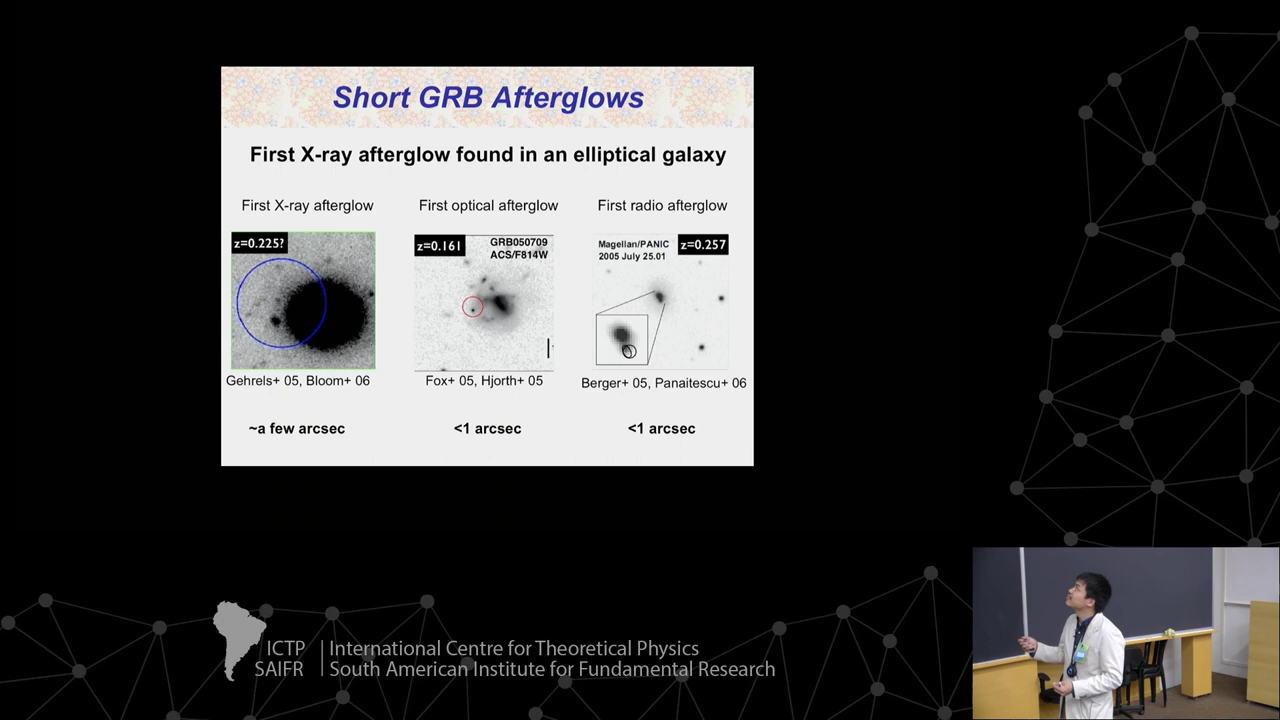 Short GRB Afterglows
First X-ray afterglow found in an elliptical galaxy
First X-ray afterglow
First optical afterglow
First radio afterglow
z=0.225?
z=0.161
GRB050709
ACS/F814W
Magellan/PANIC
2005 July 25.01
z=0.257
Gehrels+ 05, Bloom+ 06
Fox+ 05, Hjorth+ 05
Berger+ 05, Panaitescu+ 06
~a few arcsec
<1 arcsec
<1 arcsec
ICTP
SAIFR
International Centre for Theoretical Physics
South American Institute for Fundamental Research